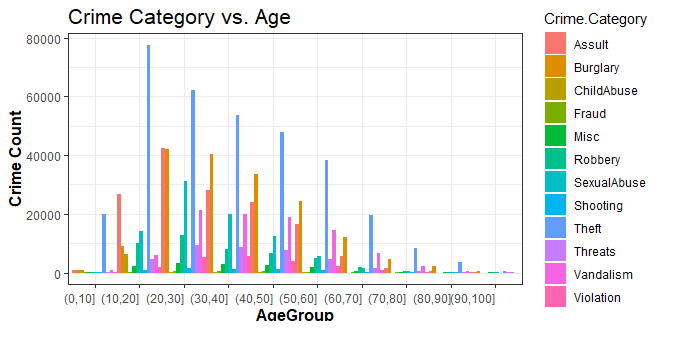 Crime Category vs. Age
Crime.Category
Assult
Burglary
ChildAbuse
Fraud
Misc
Robbery
SexualAbuse
Shooting
Theft
Threats
Vandalism
Violation
Crime Count
80000
60000
40000
20000
0
(0,10] (10,20] (20,30] (30,40] (40,50] (50,60] (60,70] (70,80] (80,90] (90,100]
AgeGroup